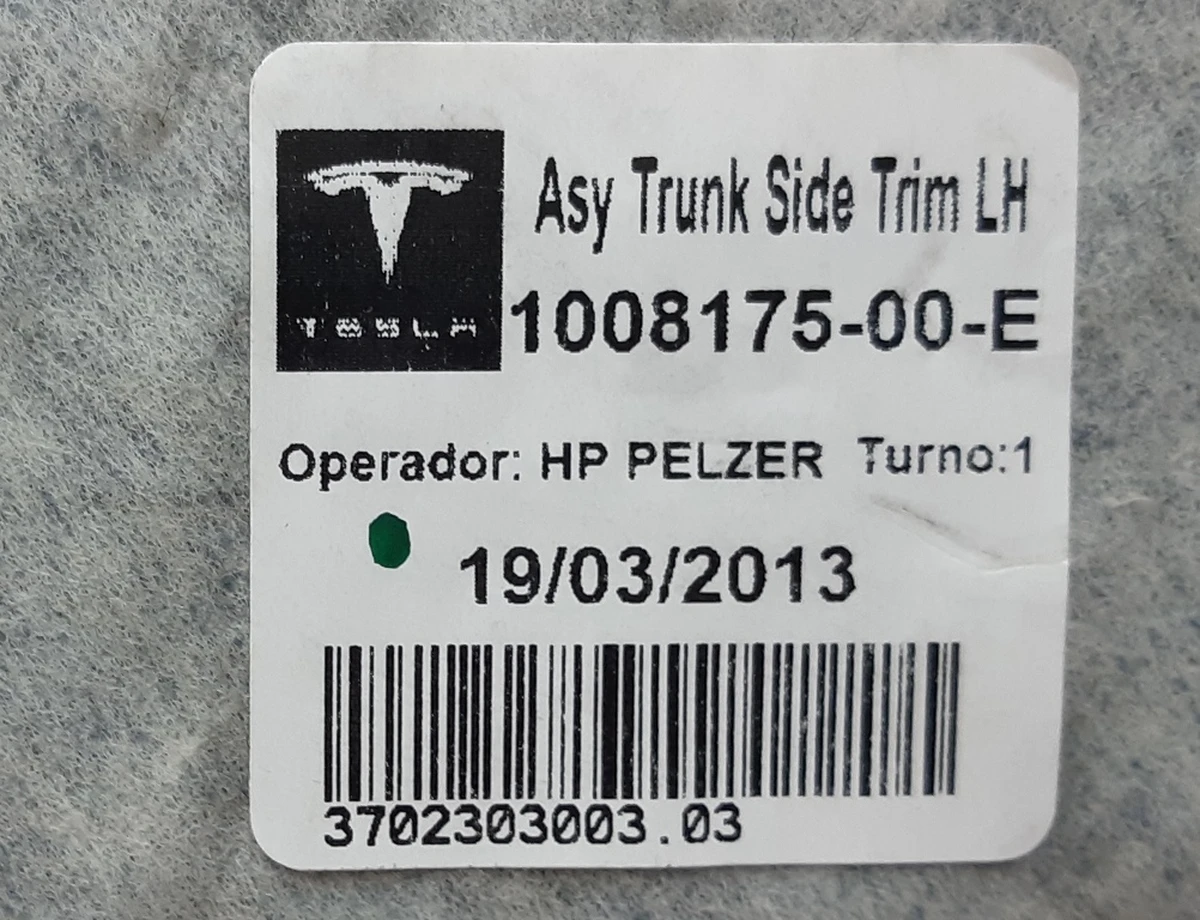 Asy Trunk Side Trim LH
TESLA
1008175-00-E
Operador: HP PELZER Turno:1
19/03/2013
3702303003.03